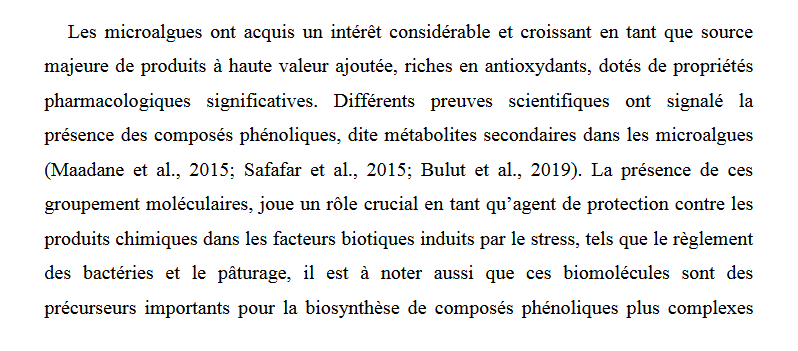 Les microalgues ont acquis un intérêt considérable et croissant en tant que source
majeure de produits à haute valeur ajoutée, riches en antioxydants, dotés de propriétés
pharmacologiques significatives. Différents preuves scientifiques ont signalé la
présence des composés phénoliques, dite métabolites secondaires dans les microalgues
(Maadane et al., 2015; Safafar et al., 2015; Bulut et al., 2019). La présence de ces
groupement moléculaires, joue un rôle crucial en tant qu’agent de protection contre les
produits chimiques dans les facteurs biotiques induits par le stress, tels que le règlement
des bactéries et le pâturage, il est à noter aussi que ces biomolécules sont des
précurseurs importants pour la biosynthèse de composés phénoliques plus complexes